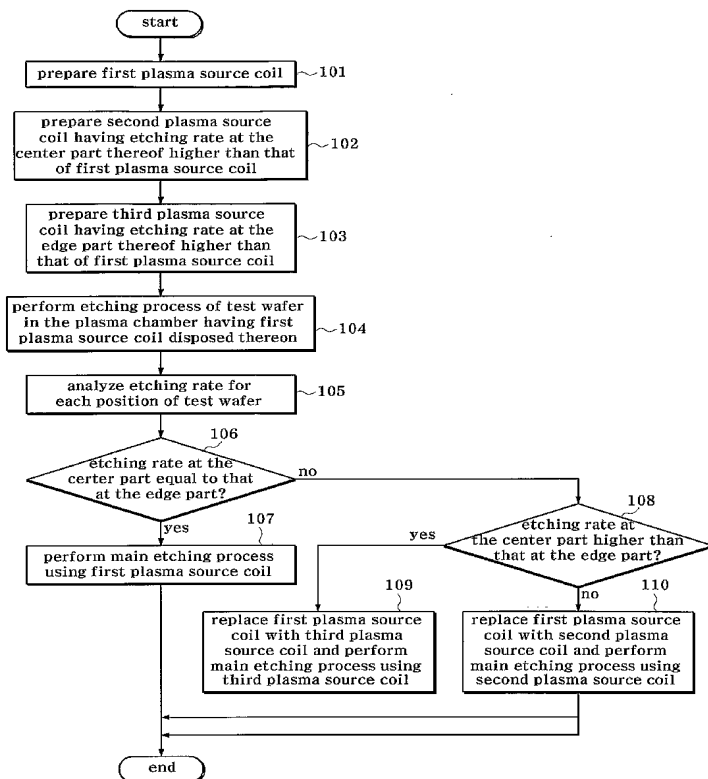 start
prepare first plasma source coil
101
prepare second plasma source
coil having etching rate at the
center part thereof higher than that
of first plasma source coil
102
prepare third plasma source
coil having etching rate at the
edge part thereof higher than
that of first plasma source coil
103
perform etching process of test wafer
in the plasma chamber having first
plasma source coil disposed thereon
104
analyze etching rate for
each position of test wafer
105
106
etching rate at the
certer part equal to that
at the edge part?
no
yes
107
perform main etching process
using first plasma source coil
108
etching rate at
the center part higher than
that at the edge part?
yes
no
109
replace first plasma source
coil with third plasma
source coil and perform
main etching process using
third plasma source coil
110
replace first plasma source
coil with second plasma
source coil and perform
main etching process using
second plasma source coil
end